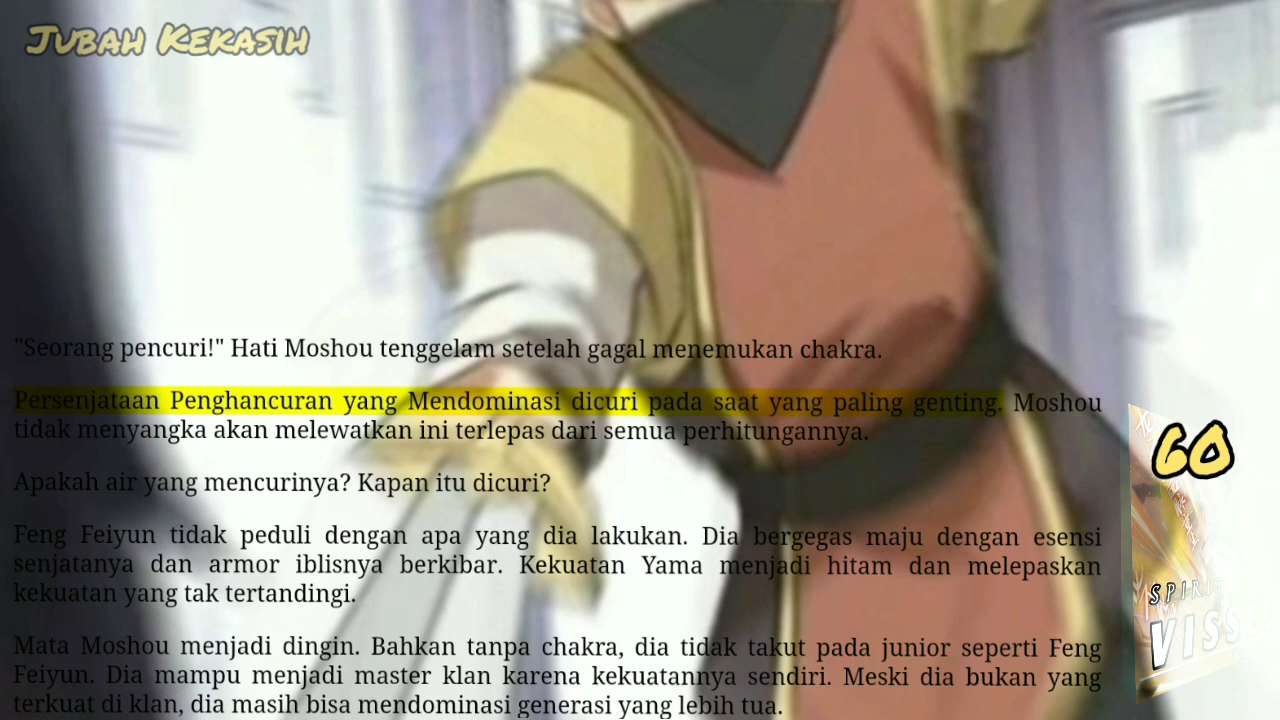 Jubah Kekasih
"Seorang pencuri!" Hati Moshou tenggelam setelah gagal menemukan chakra.
Persenjataan Penghancuran yang Mendominasi dicuri pada saat yang paling genting. Moshou
tidak menyangka akan melewatkan ini terlepas dari semua perhitungannya.
Apakah air yang mencurinya? Kapan itu dicuri?
Feng Feiyun tidak peduli dengan apa yang dia lakukan. Dia bergegas maju dengan esensi
senjatanya dan armor iblisnya berkibar. Kekuatan Yama menjadi hitam dan melepaskan
kekuatan yang tak tertandingi.
Mata Moshou menjadi dingin. Bahkan tanpa chakra, dia tidak takut pada junior seperti Feng
Feiyun. Dia mampu menjadi master klan karena kekuatannya sendiri. Meski dia bukan yang
terkuat di klan, dia masih bisa mendominasi generasi yang lebih tua.
60
SPIRIT
VISS